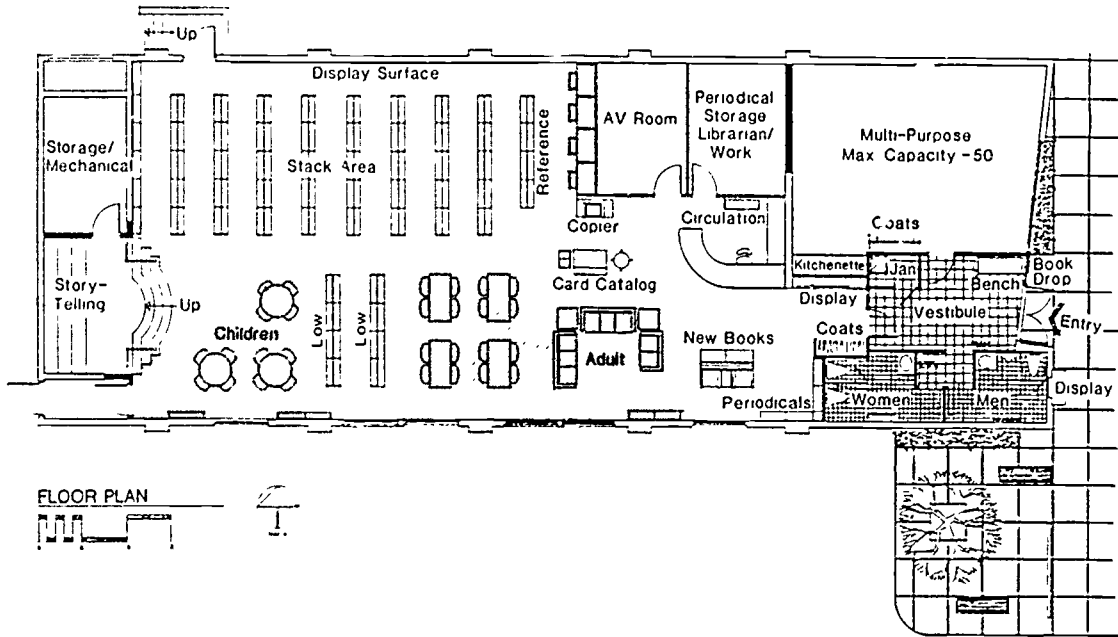 Up
Display Surface
Storage/
Mechanical
Stack Area
Reference
AV Room
Periodical
Storage
Librarian/
Work
Multi-Purpose
Max Capacity -50
Copier
Circulation
Coats
Kitchenette
Jan
Bench
Book
Drop
Story-
Telling
Up
Card Catalog
Display
Vestibule
Entry
Children
Low
Low
Adult
New Books
Coats
Periodicals
Women
Men
Display
FLOOR PLAN